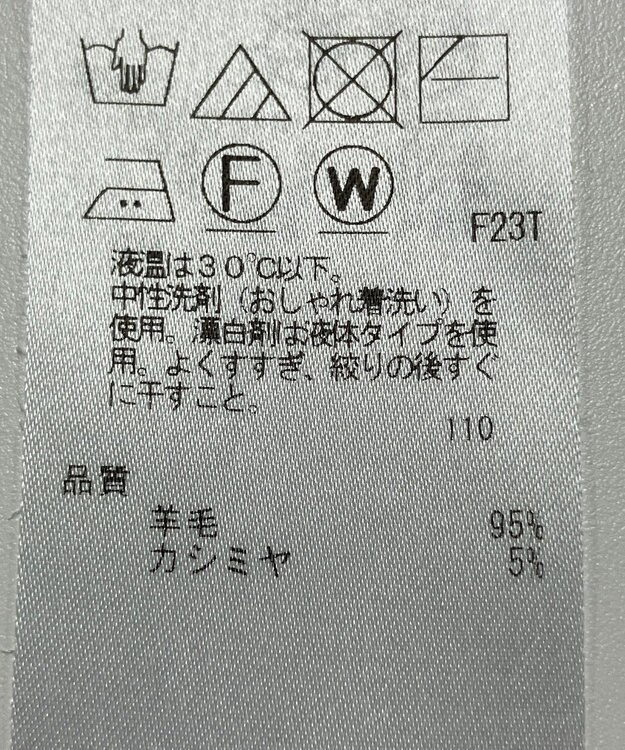 F W
F23T
液温は30℃以下。
中性洗剤（おしゃれ着洗い）を
使用。漂白剤は液体タイプを使
用。よくすすぎ、絞りの後すぐ
に干すこと。
110
品質
羊毛 95%
カシミヤ 5%